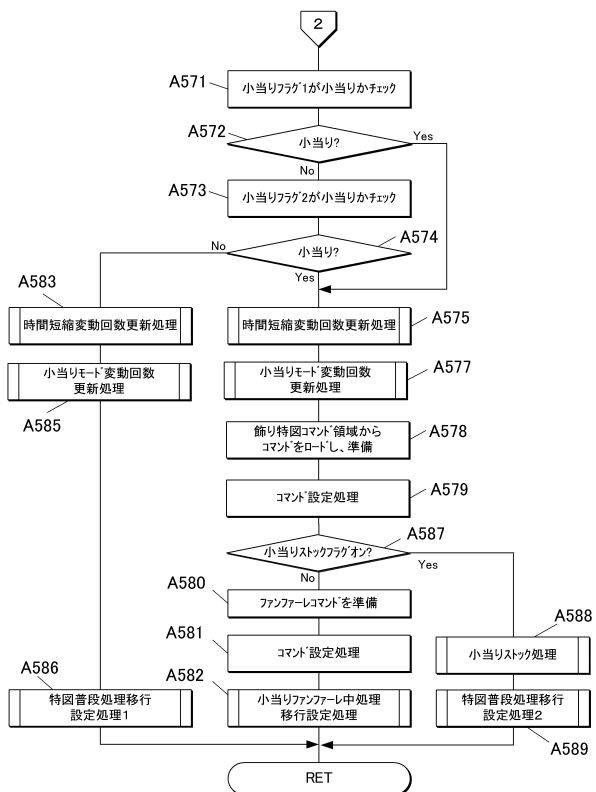 2
A571
小当りフラグ1が小当りかチェック
A572
小当り?
Yes
No
A573
小当りフラグ2が小当りかチェック
A574
小当り?
No
Yes
A583
時間短縮変動回数更新処理
時間短縮変動回数更新処理
A575
小当りモード変動回数
更新処理
A585
小当りモード変動回数
更新処理
A577
飾り特図コマンド領域から
コマンドをロードし、準備
A578
コマンド設定処理
A579
A587
小当りストックフラグオン?
Yes
No
A580
ファンファーレコマンドを準備
A581
コマンド設定処理
A588
小当りストック処理
A586
特図普段処理移行
設定処理1
A582
小当りファンファーレ中処理
移行設定処理
特図普段処理移行
設定処理2
A589
RET